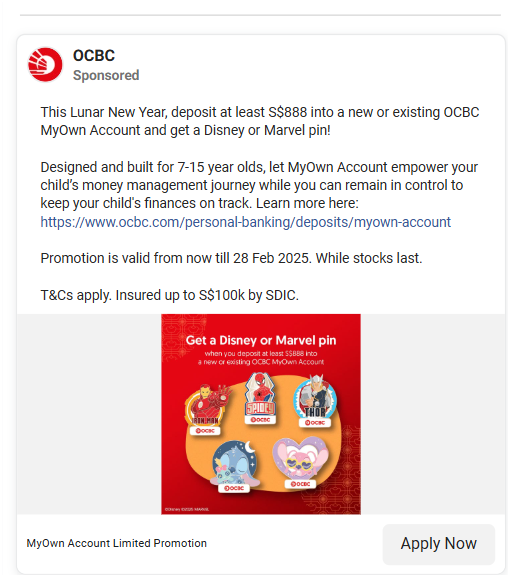 OCBC
Sponsored
This Lunar New Year, deposit at least S$888 into a new or existing OCBC
MyOwn Account and get a Disney or Marvel pin!
Designed and built for 7-15 year olds, let MyOwn Account empower your
child's money management journey while you can remain in control to
keep your child's finances on track. Learn more here:
https://www.ocbc.com/personal-banking/deposits/myown-account
Promotion is valid from now till 28 Feb 2025. While stocks last.
T&Cs apply. Insured up to S$100k by SDIC.
Get a Disney or Marvel pin
when you deposit at least S$888 into
a new or existing OCBC MyOwn Account
IRON MAN
OCBC
SPIDEY
OCBC
THOR
OCBC
OCBC
OCBC
©Disney ©2025 MARVEL
MyOwn Account Limited Promotion
Apply Now